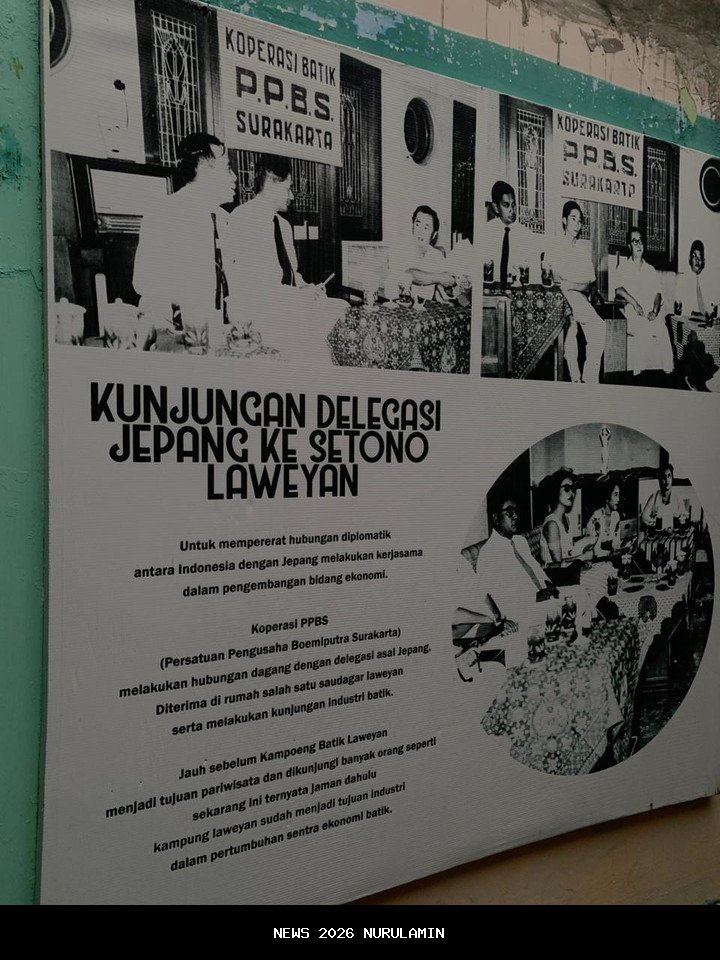 KOPERASI BATIK
P.P.B.S.
SURAKARTA
KOPERASI BATIK
P.P.B.S.
SURAKARTA
KUNJUNGAN DELEGASI
JEPANG KE SETONO
LAWEYAN
Untuk mempererat hubungan diplomatik
antara Indonesia dengan Jepang melakukan kerjasama
dalam pengembangan bidang ekonomi.
Koperasi PPBS
(Persatuan Pengusaha Boemiputra Surakarta)
melakukan hubungan dagang dengan delegasi asal Jepang.
Diterima di rumah salah satu saudagar laweyan
serta melakukan kunjungan industri batik.
Jauh sebelum Kampoeng Batik Laweyan
menjadi tujuan pariwisata dan dikunjungi banyak orang seperti
sekarang ini ternyata jaman dahulu
kampung laweyan sudah menjadi tujuan industri
dalam pertumbuhan sentra ekonomi batik.
NEWS 2026 NURULAMIN